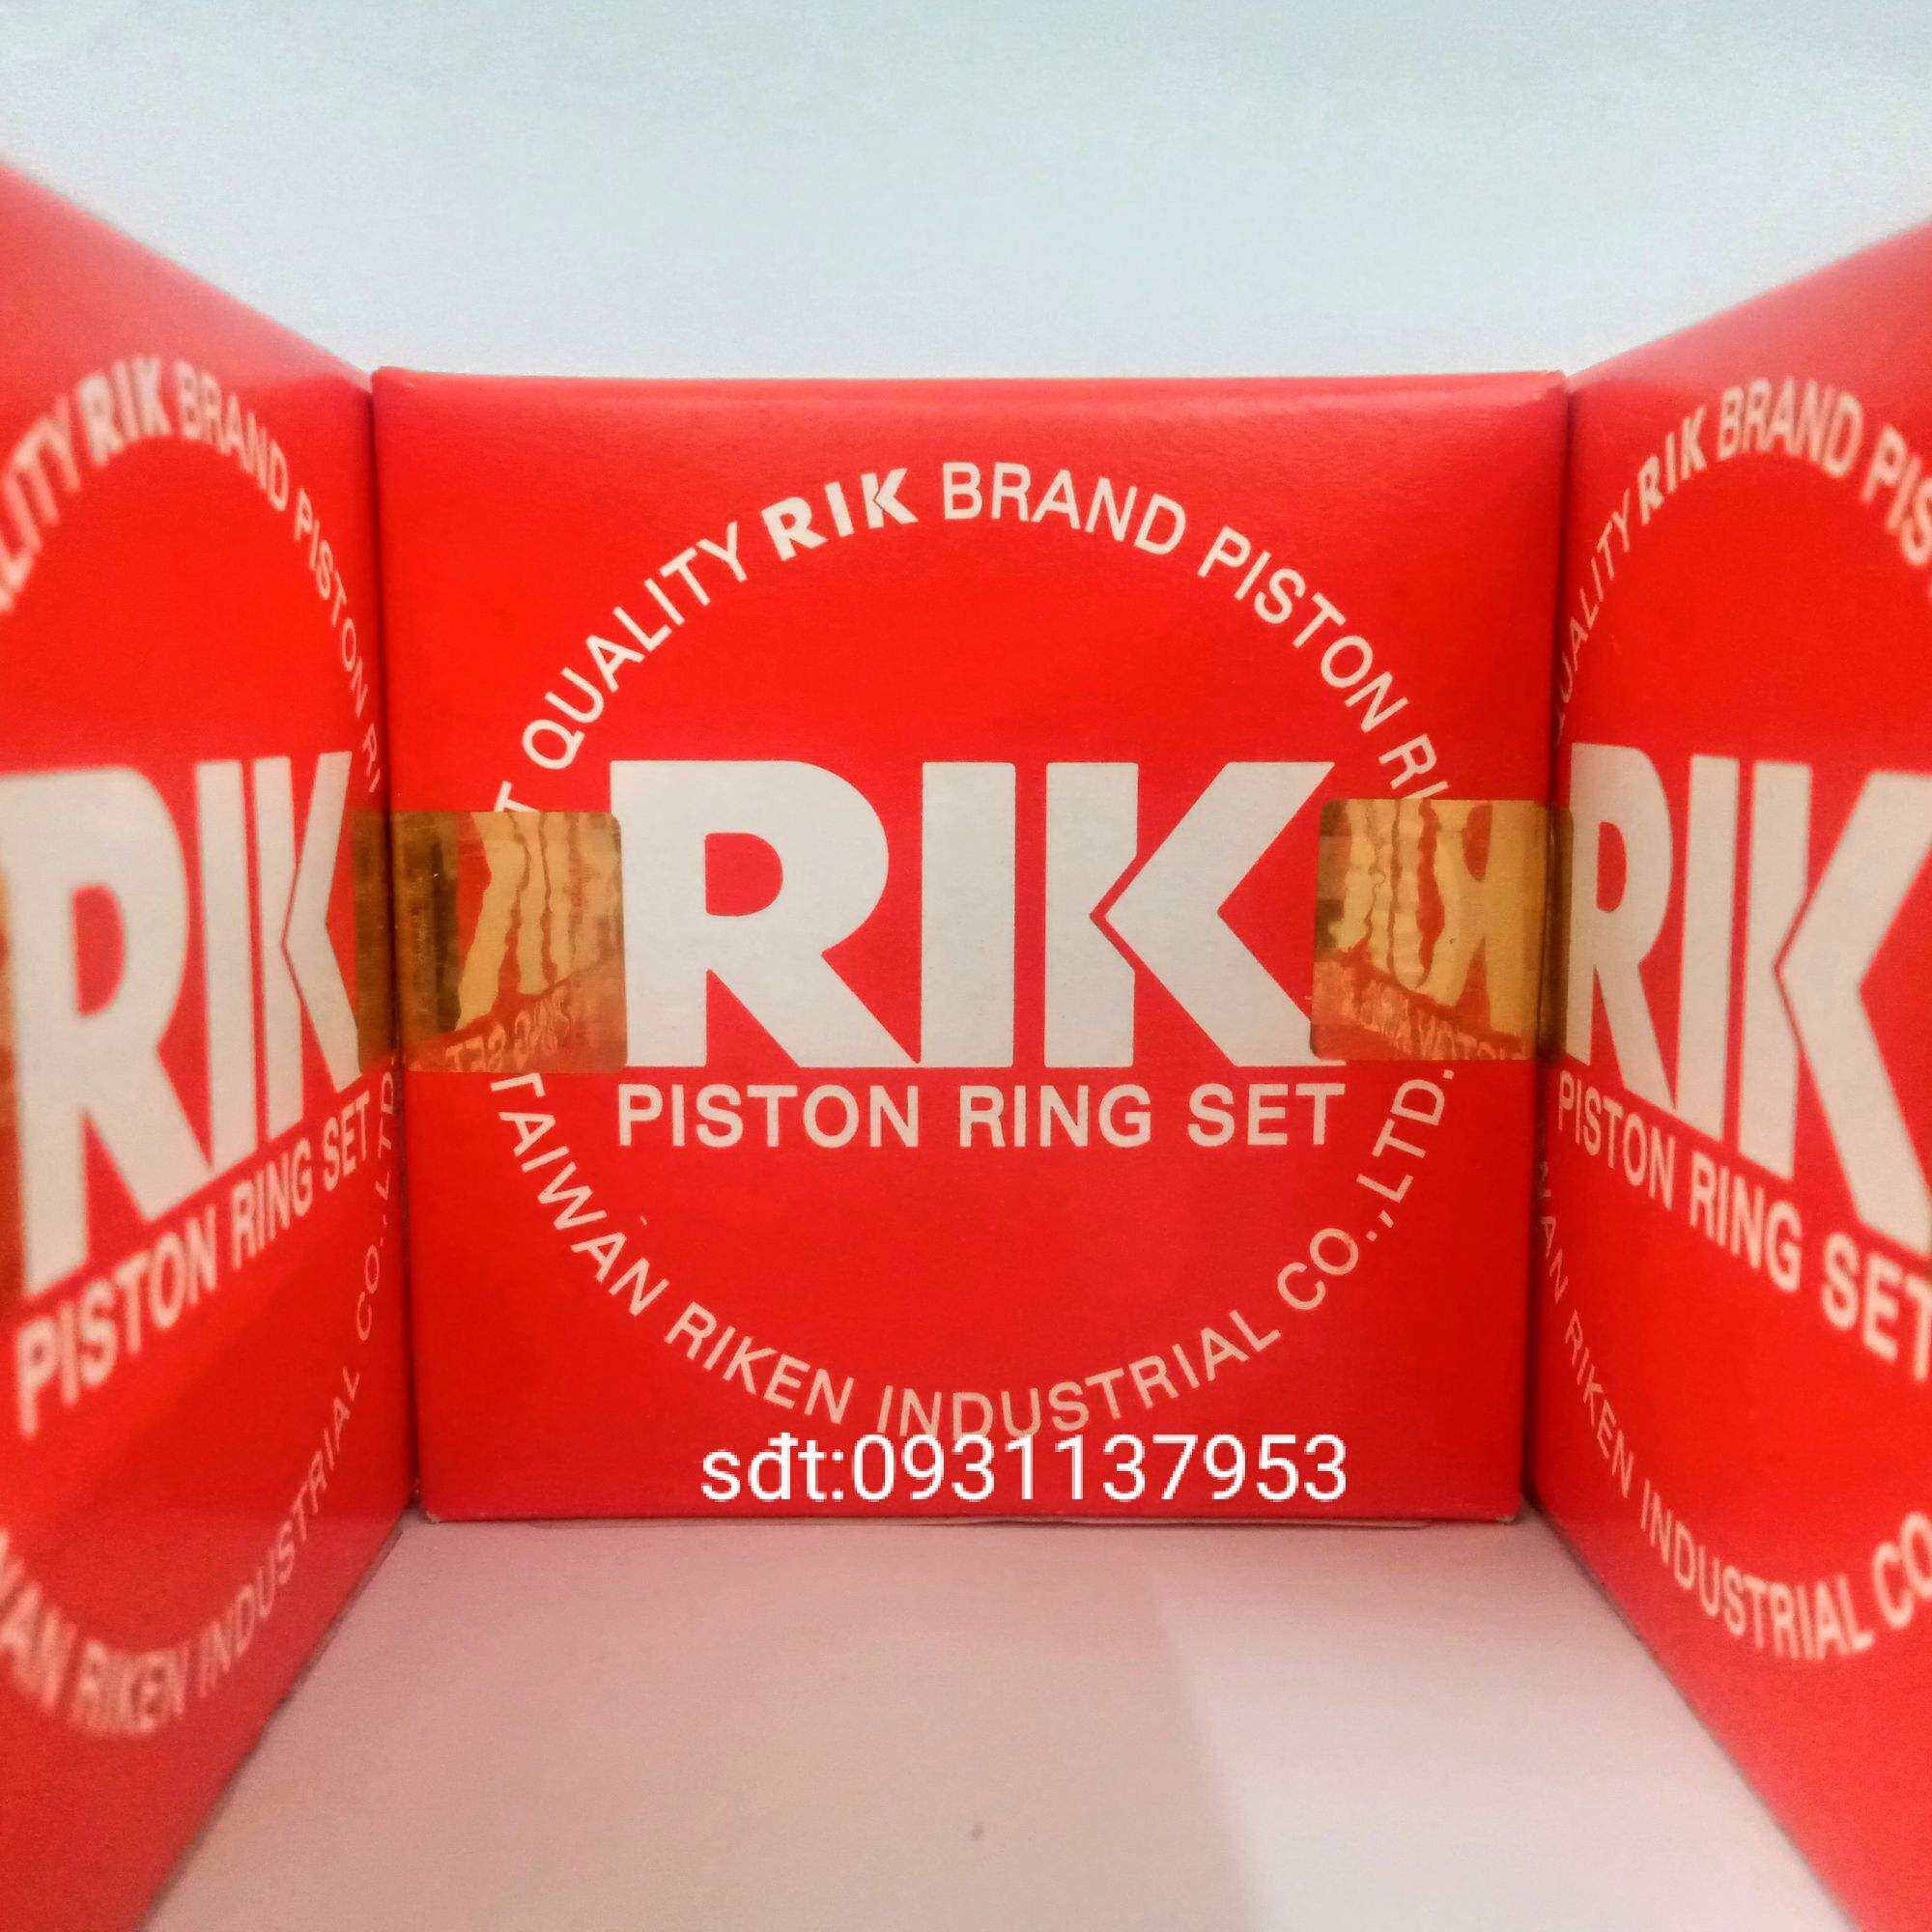 QUALITY RIK BRAND PISTON
RIK
PISTON RING SET
TAIWAN RIKEN INDUSTRIAL CO.,LTD.
sđt:0931137953
QUALITY RIK BRAND PISTON
RIK
PISTON RING SET
RIKEN INDUSTRIAL CO.,LTD
RIK BRAND
RIK
PISTON RING SET
RIKEN INDUSTRIAL CO